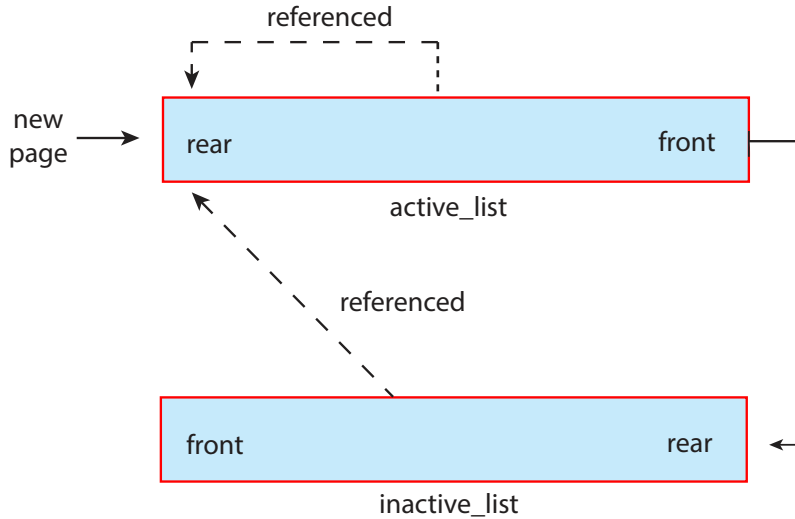 referenced
new
page
rear
front
active_list
referenced
front
rear
inactive_list